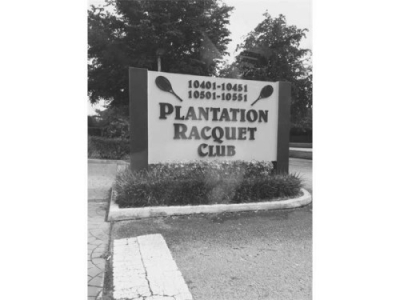 10401-10451
10501-10551
PLANTATION
RACQUET
CLUB